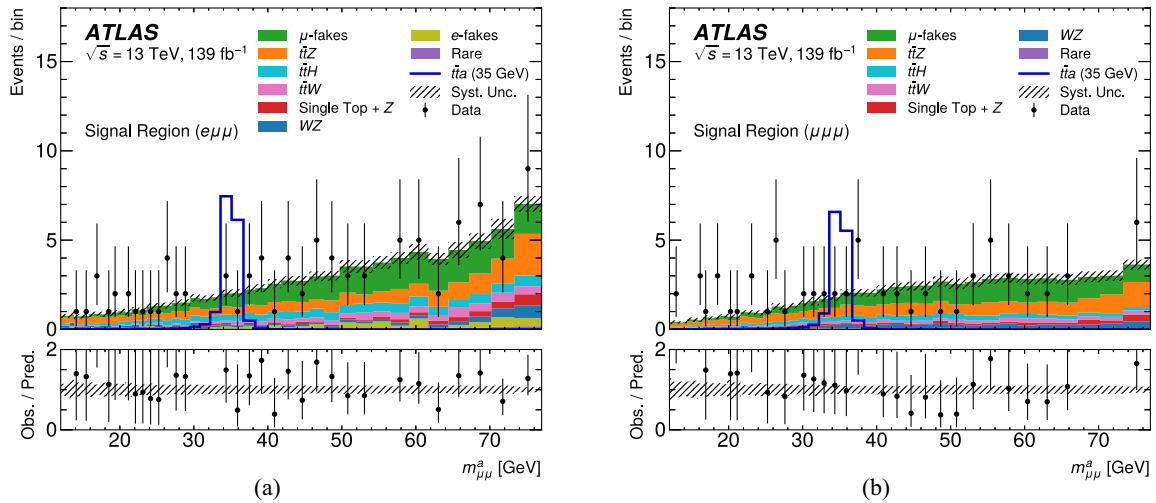 ATLAS
√s = 13 TeV, 139 fb⁻¹
Signal Region (eμμ)
μ-fakes
tt̄Z
tt̄H
tt̄W
Single Top + Z
WZ
e-fakes
Rare
tt̄a (35 GeV)
Syst. Unc.
Data
Events / bin
15
10
5
0
Obs. / Pred.
2
0
20 30 40 50 60 70
m^a_μμ [GeV]
(a)
ATLAS
√s = 13 TeV, 139 fb⁻¹
Signal Region (μμμ)
μ-fakes
tt̄Z
tt̄H
tt̄W
Single Top + Z
WZ
Rare
tt̄a (35 GeV)
Syst. Unc.
Data
Events / bin
15
10
5
0
Obs. / Pred.
2
0
20 30 40 50 60 70
m^a_μμ [GeV]
(b)